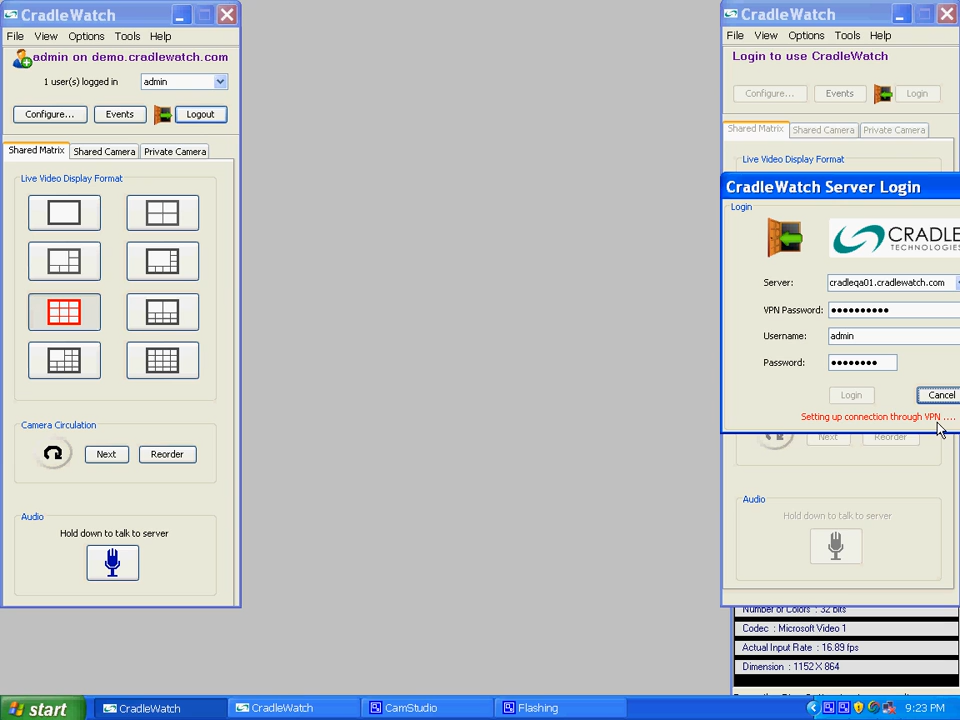 CradleWatch
File View Options Tools Help
admin on demo.cradlewatch.com
1 user(s) logged in admin
Configure... Events Logout
Shared Matrix Shared Camera Private Camera
Live Video Display Format
Camera Circulation
Next Reorder
Audio
Hold down to talk to server
CradleWatch
File View Options Tools Help
Login to use CradleWatch
Configure... Events Login
Shared Matrix Shared Camera Private Camera
Live Video Display Format
CradleWatch Server Login
Login
CRADLE
TECHNOLOGIES
Server: cradleqa01.cradlewatch.com
VPN Password: ●●●●●●●●●●
Username: admin
Password: ●●●●●●●●
Login Cancel
Setting up connection through VPN ....
Next Reorder
Audio
Hold down to talk to server
Number of Colors : 32 bits
Codec : Microsoft Video 1
Actual Input Rate : 16.89 fps
Dimension : 1152 X 864
start CradleWatch CradleWatch CamStudio Flashing 9:23 PM